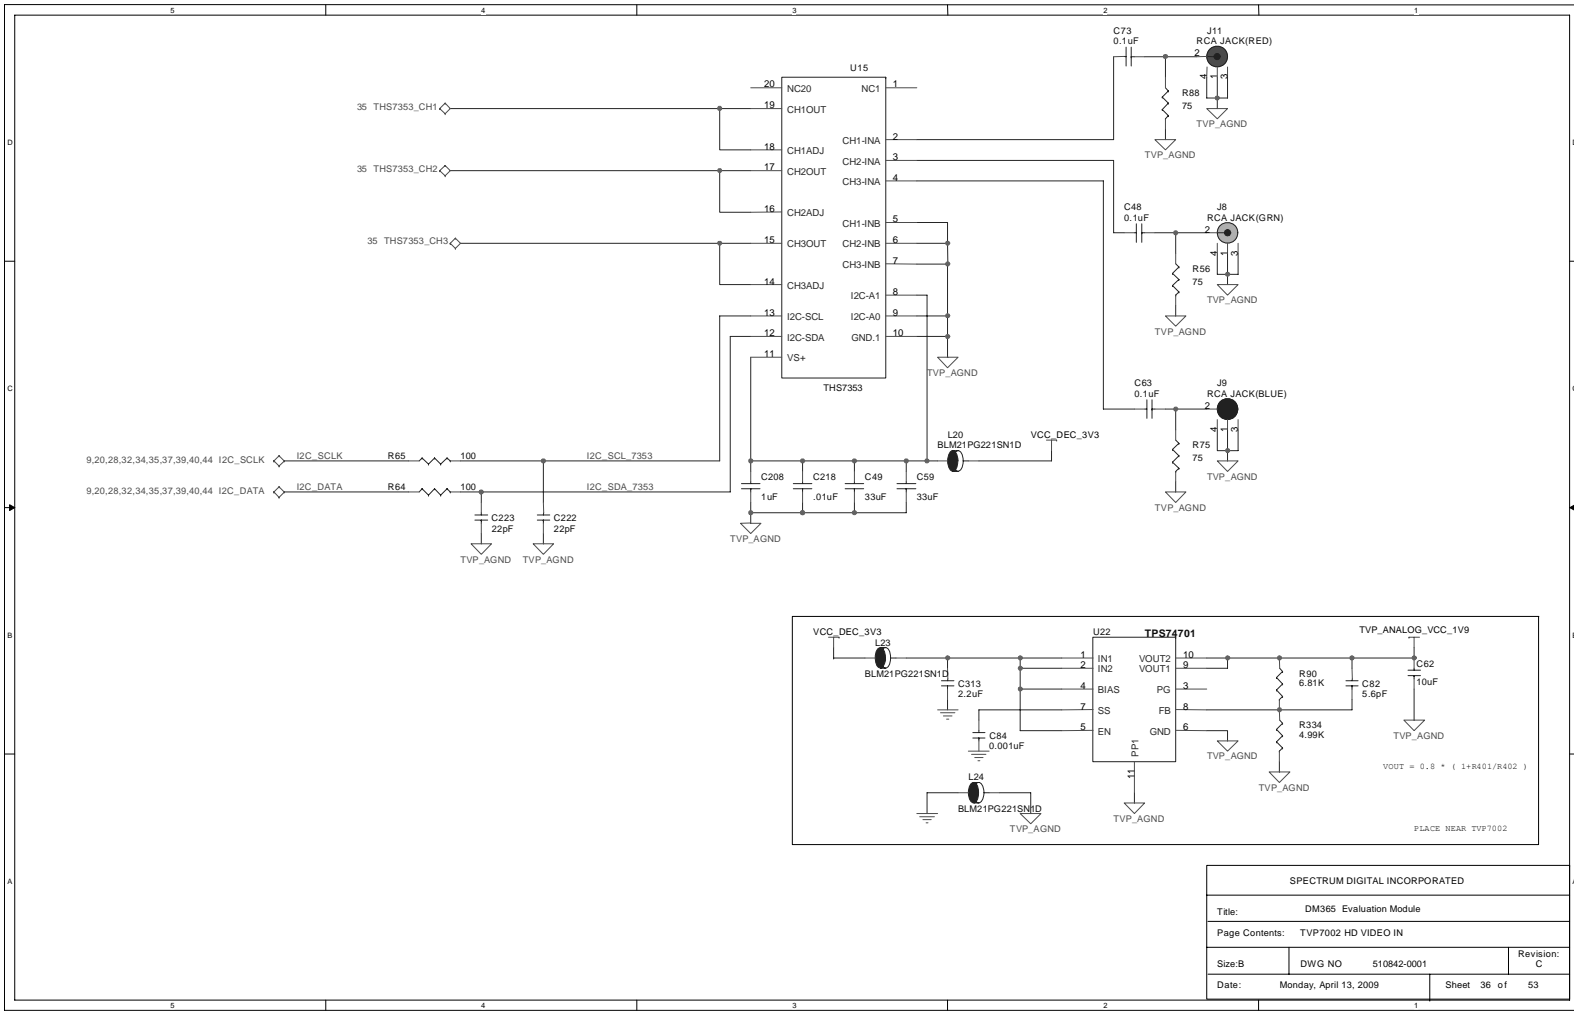 5 4 3 2 1
D
C
B
A
C73
0.1uF
J11
RCA JACK(RED)
2
4 1 3
R88
75
TVP_AGND
TVP_AGND
U15
20 NC20
NC1 1
35 THS7353_CH1
19 CH1OUT
CH1-INA 2
18 CH1ADJ
CH2-INA 3
35 THS7353_CH2
17 CH2OUT
CH3-INA 4
16 CH2ADJ
CH1-INB 5
35 THS7353_CH3
15 CH3OUT
CH2-INB 6
CH3-INB 7
14 CH3ADJ
I2C-A1 8
13 I2C-SCL
I2C-A0 9
12 I2C-SDA
GND.1 10
11 VS+
THS7353
TVP_AGND
C48
0.1uF
J8
RCA JACK(GRN)
2
4 1 3
R56
75
TVP_AGND
TVP_AGND
C63
0.1uF
J9
RCA JACK(BLUE)
2
4 1 3
R75
75
TVP_AGND
TVP_AGND
L20
BLM21PG221SN1D
VCC_DEC_3V3
9,20,28,32,34,35,37,39,40,44 I2C_SCLK
I2C_SCLK
R65
100
I2C_SCL_7353
9,20,28,32,34,35,37,39,40,44 I2C_DATA
I2C_DATA
R64
100
I2C_SDA_7353
C208
1uF
C218
.01uF
C49
33uF
C59
33uF
TVP_AGND
C223
22pF
C222
22pF
TVP_AGND
TVP_AGND
VCC_DEC_3V3
L23
BLM21PG221SN1D
C313
2.2uF
C84
0.001uF
U22
TPS74701
1 IN1
2 IN2
4 BIAS
7 SS
5 EN
VOUT2 10
VOUT1 9
PG 3
FB 8
GND 6
PP1
11
TVP_AGND
TVP_AGND
R90
6.81K
R334
4.99K
TVP_AGND
C82
5.6pF
TVP_ANALOG_VCC_1V9
C62
10uF
TVP_AGND
VOUT = 0.8 * ( 1+R401/R402 )
L24
BLM21PG221SN1D
TVP_AGND
PLACE NEAR TVP7002
SPECTRUM DIGITAL INCORPORATED
Title: DM365 Evaluation Module
Page Contents: TVP7002 HD VIDEO IN
Size:B
DWG NO 510842-0001
Revision:
C
Date: Monday, April 13, 2009
Sheet 36 of 53
5 4 3 2 1